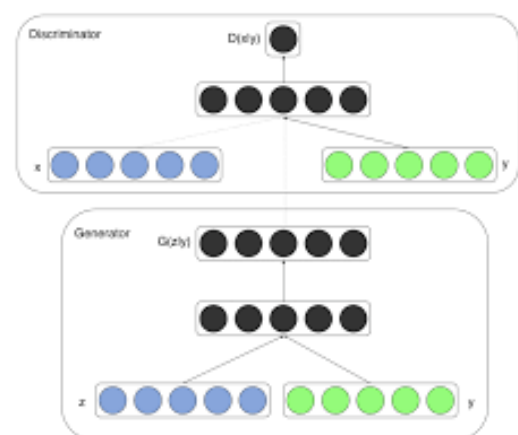 Discriminator
D(x|y)
x
y
Generator
G(z|y)
z
y